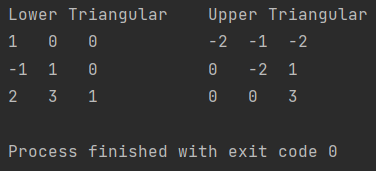 Lower Triangular    Upper Triangular
1   0   0           -2  -1  -2
-1  1   0           0   -2  1
2   3   1           0   0   3
Process finished with exit code 0